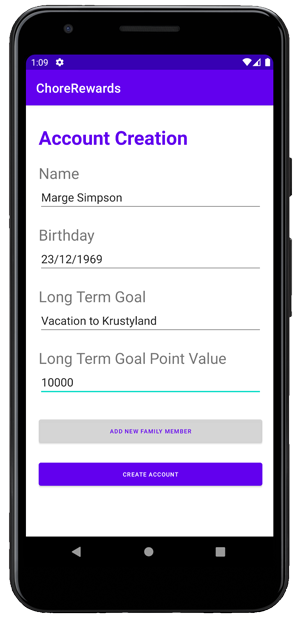 1:09
ChoreRewards
Account Creation
Name
Marge Simpson
Birthday
23/12/1969
Long Term Goal
Vacation to Krustyland
Long Term Goal Point Value
10000
ADD NEW FAMILY MEMBER
CREATE ACCOUNT